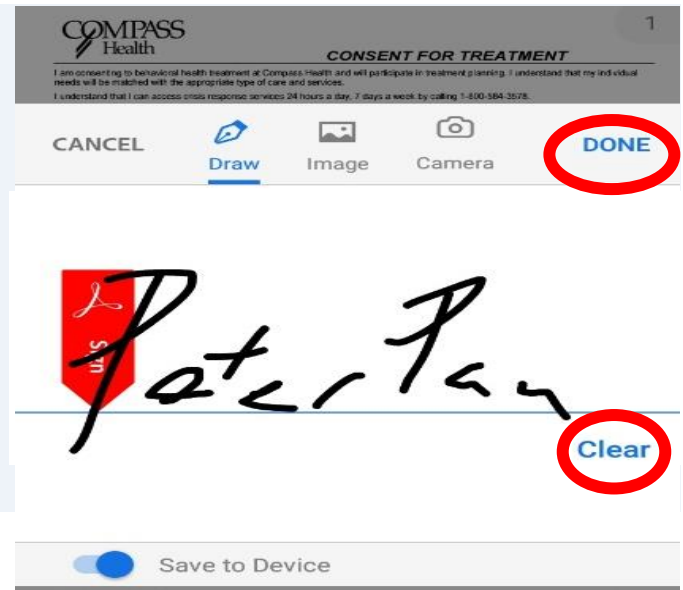 COMPASS
Health
1
CONSENT FOR TREATMENT
I am consenting to behavioral health treatment at Compass Health and will participate in treatment planning. I understand that my individual
needs will be matched with the appropriate type of care and services.
I understand that I can access crisis response services 24 hours a day, 7 days a week by calling 1-800-584-3578.
CANCEL
Draw
Image
Camera
DONE
Sign
Peter Pan
Clear
Save to Device